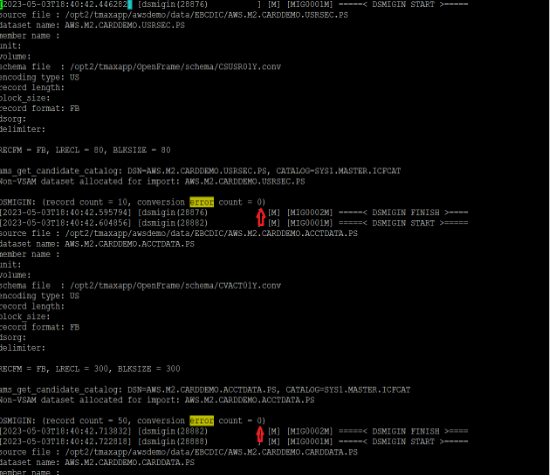 [2023-05-03T18:40:42.446282] [dsmigin(28876) ] [M] [MIG0001M] =====< DSMIGIN START >=====
source file : /opt2/tmaxapp/awsdemo/data/EBCDIC/AWS.M2.CARDDEMO.USRSEC.PS
dataset name: AWS.M2.CARDDEMO.USRSEC.PS
member name :
unit:
volume:
schema file : /opt2/tmaxapp/OpenFrame/schema/CSUSR01Y.conv
encoding type: US
record length:
block_size:
record format: FB
dsorg:
delimiter:
RECFM = FB, LRECL = 80, BLKSIZE = 80
ams_get_candidate_catalog: DSN=AWS.M2.CARDDEMO.USRSEC.PS, CATALOG=SYS1.MASTER.ICFCAT
Non-VSAM dataset allocated for import: AWS.M2.CARDDEMO.USRSEC.PS
DSMIGIN: (record count = 10, conversion error count = 0)
[2023-05-03T18:40:42.595794] [dsmigin(28876) ] [M] [MIG0002M] =====< DSMIGIN FINISH >=====
[2023-05-03T18:40:42.604856] [dsmigin(28882) ] [M] [MIG0001M] =====< DSMIGIN START >=====
source file : /opt2/tmaxapp/awsdemo/data/EBCDIC/AWS.M2.CARDDEMO.ACCTDATA.PS
dataset name: AWS.M2.CARDDEMO.ACCTDATA.PS
member name :
unit:
volume:
schema file : /opt2/tmaxapp/OpenFrame/schema/CVACT01Y.conv
encoding type: US
record length:
block_size:
record format: FB
dsorg:
delimiter:
RECFM = FB, LRECL = 300, BLKSIZE = 300
ams_get_candidate_catalog: DSN=AWS.M2.CARDDEMO.ACCTDATA.PS, CATALOG=SYS1.MASTER.ICFCAT
Non-VSAM dataset allocated for import: AWS.M2.CARDDEMO.ACCTDATA.PS
DSMIGIN: (record count = 50, conversion error count = 0)
[2023-05-03T18:40:42.713832] [dsmigin(28882) ] [M] [MIG0002M] =====< DSMIGIN FINISH >=====
[2023-05-03T18:40:42.722818] [dsmigin(28888) ] [M] [MIG0001M] =====< DSMIGIN START >=====
source file : /opt2/tmaxapp/awsdemo/data/EBCDIC/AWS.M2.CARDDEMO.CARDDATA.PS
dataset name: AWS.M2.CARDDEMO.CARDDATA.PS
member name :